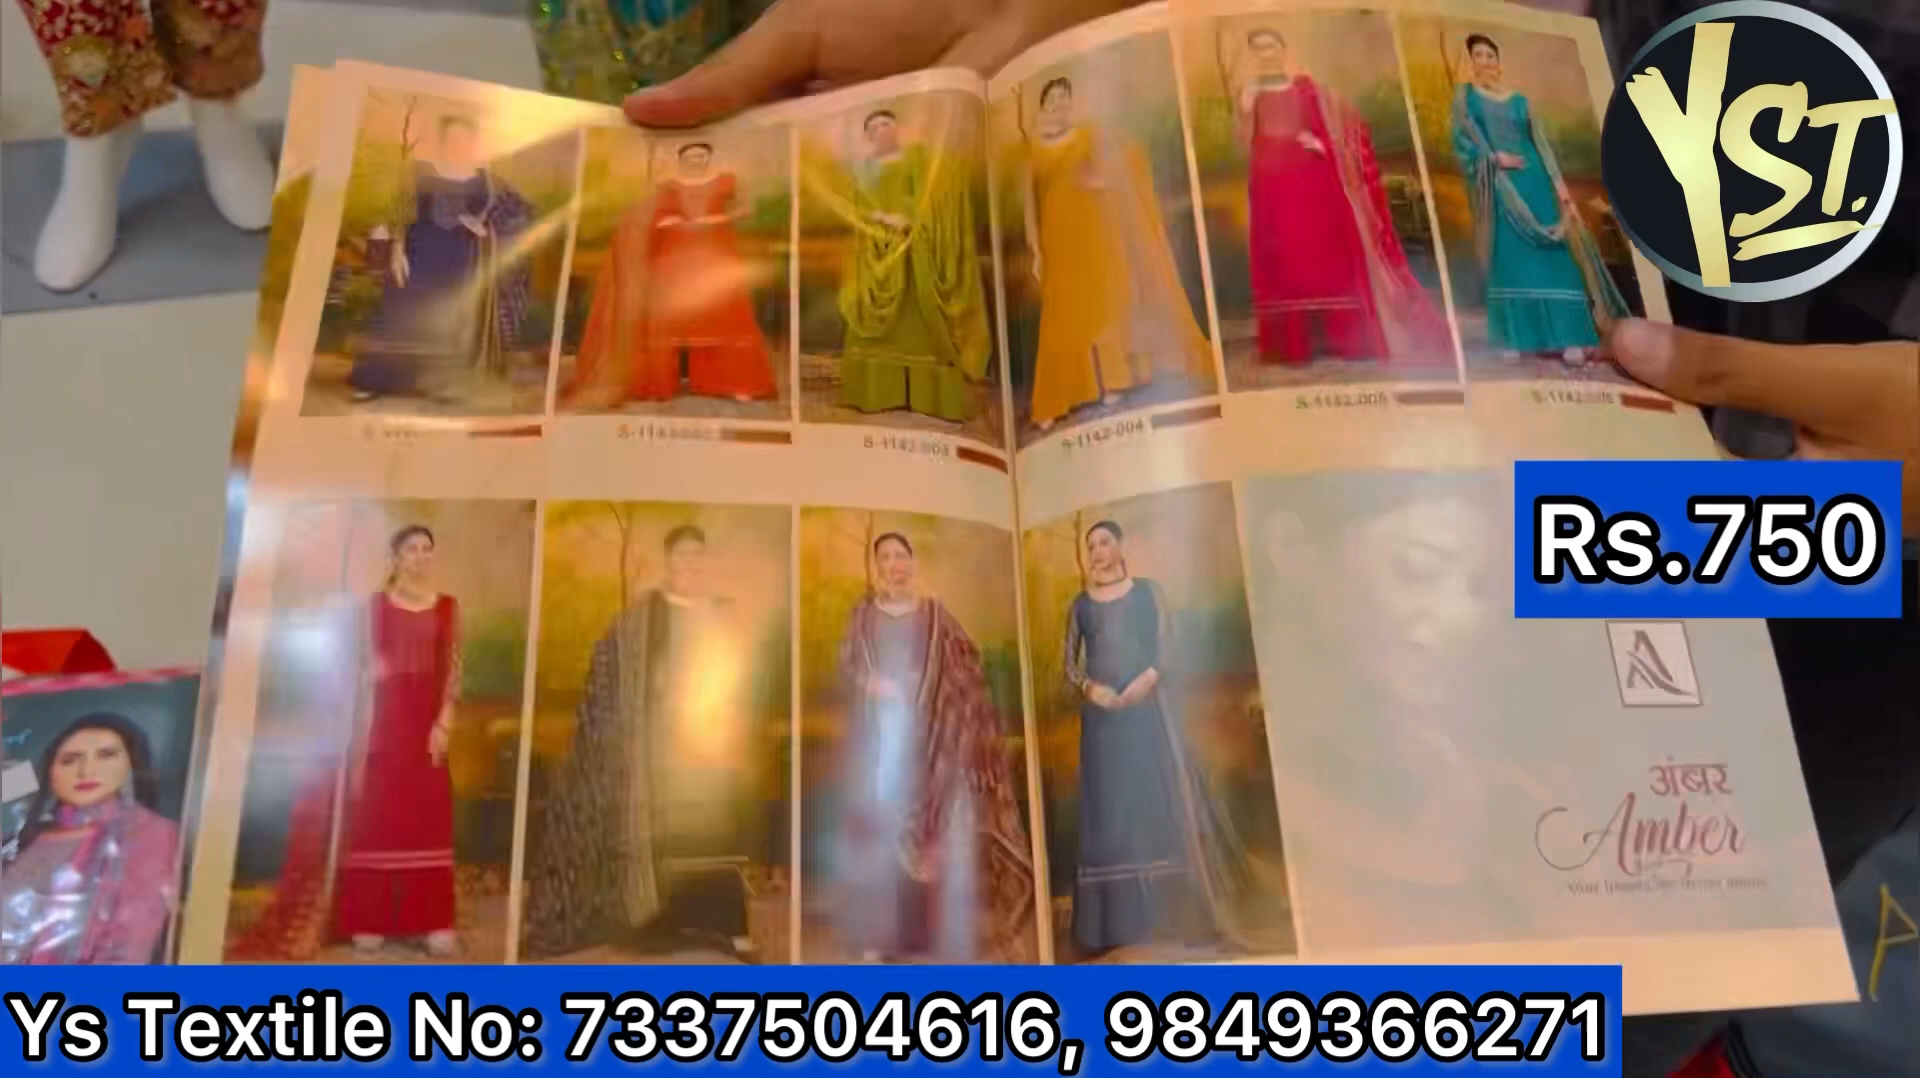 YST.
S-1142-003
S-1142-004
S-1142-005
Rs.750
अंबर
Amber
Ys Textile No: 7337504616, 9849366271